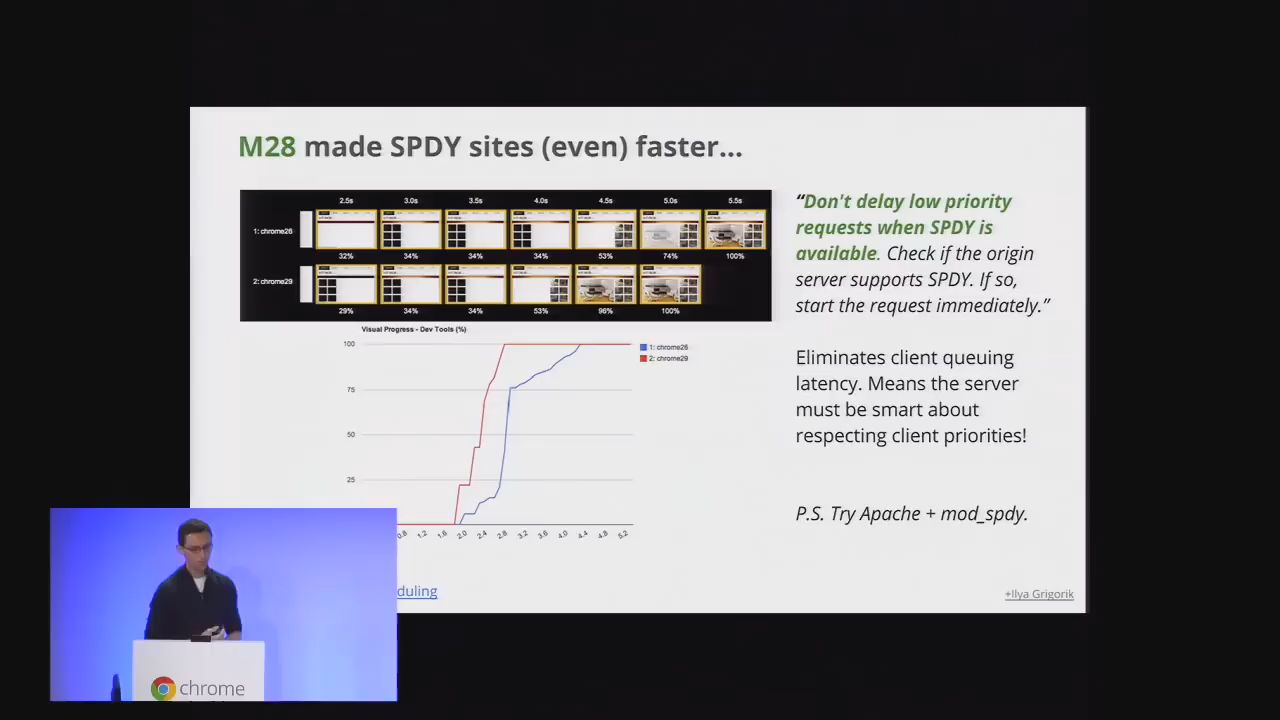 M28 made SPDY sites (even) faster...
2.5s 3.0s 3.5s 4.0s 4.5s 5.0s 5.5s
1: chrome26
32% 34% 34% 34% 53% 74% 100%
2: chrome29
29% 34% 34% 53% 96% 100%
Visual Progress - Dev Tools (%)
100
75
50
25
1: chrome26
2: chrome29
0.8 1.2 1.6 2.0 2.4 2.8 3.2 3.6 4.0 4.4 4.8 5.2
“Don't delay low priority
requests when SPDY is
available. Check if the origin
server supports SPDY. If so,
start the request immediately.”
Eliminates client queuing
latency. Means the server
must be smart about
respecting client priorities!
P.S. Try Apache + mod_spdy.
duling
+Ilya Grigorik
chrome